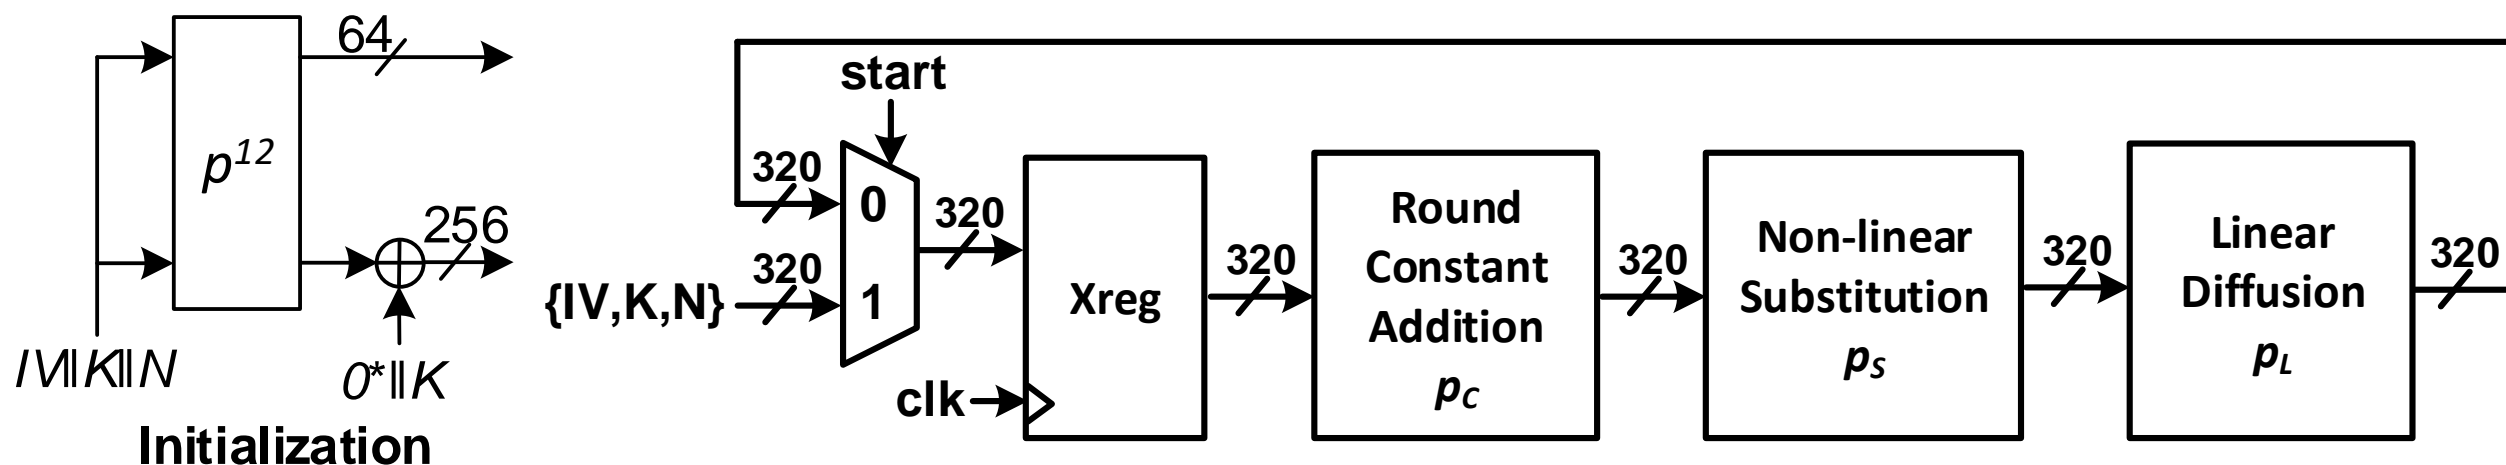 64
p¹²
256
IV||K||N
0*||K
Initialization
start
320
0
320
1
{IV,K,N}
320
clk
Xreg
320
Round
Constant
Addition
p_C
320
Non-linear
Substitution
p_S
320
Linear
Diffusion
p_L
320